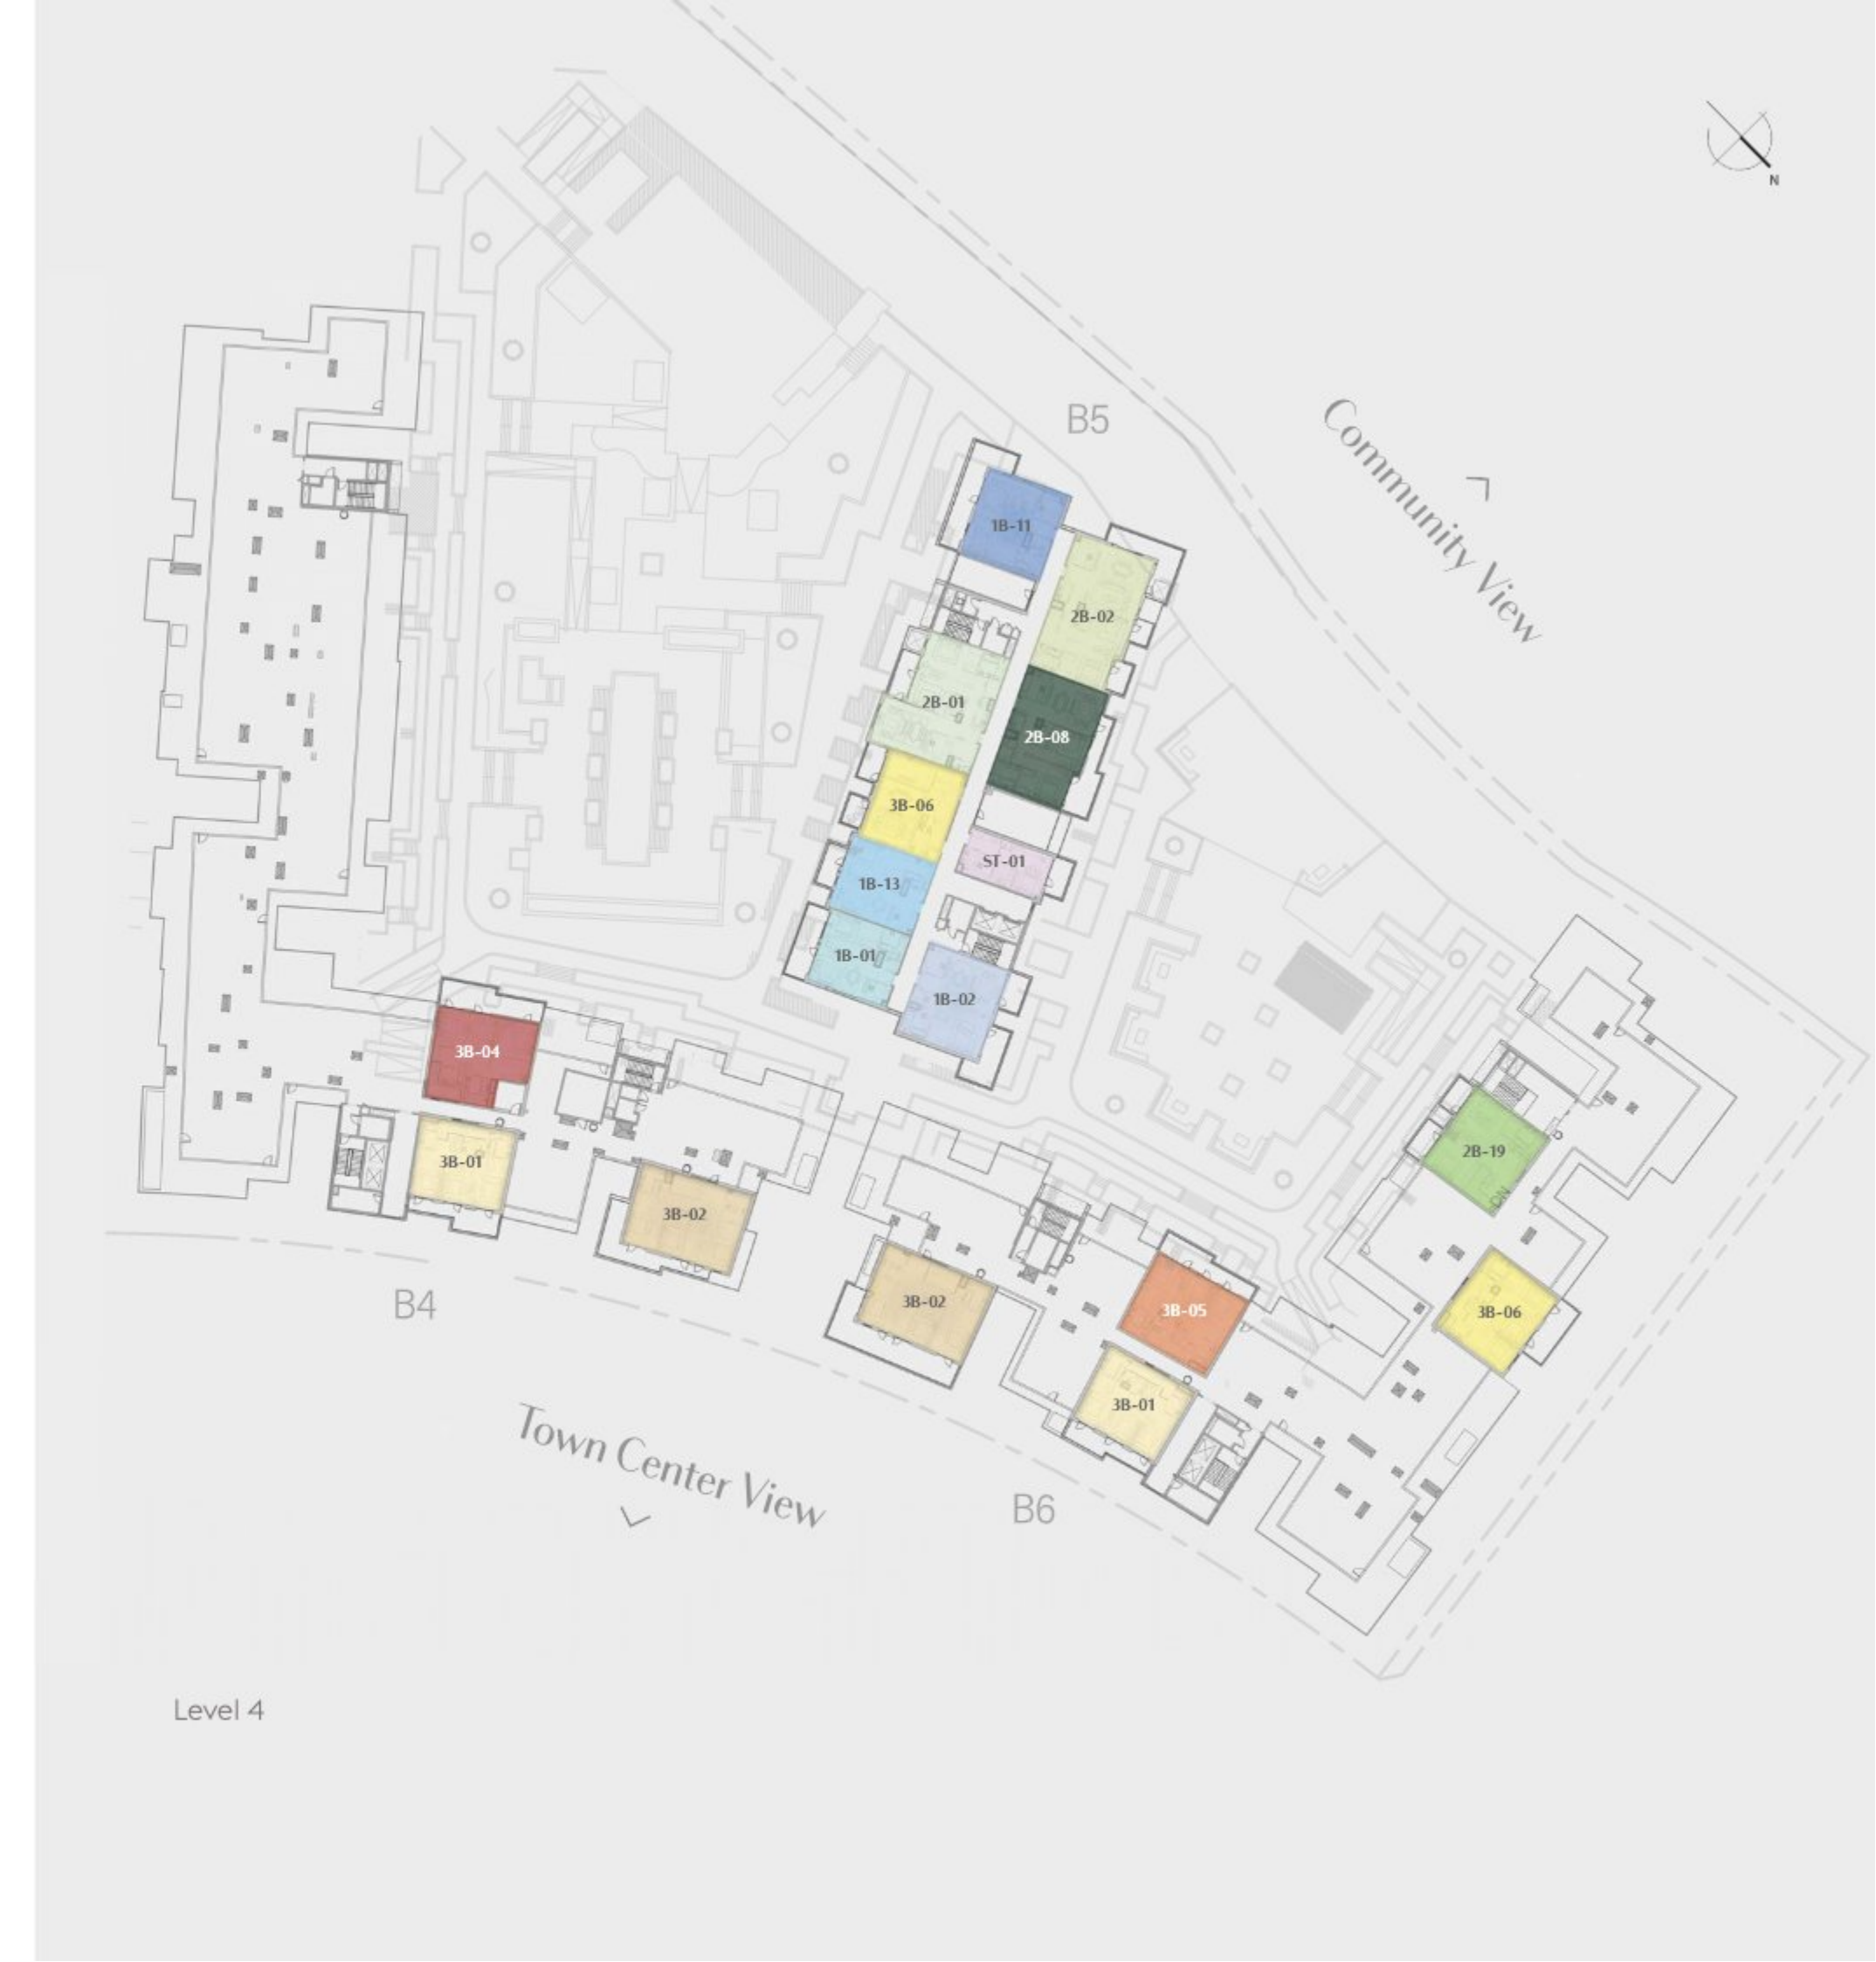 N
Community View
B5
1B-11
2B-02
2B-01
2B-08
3B-06
ST-01
1B-13
1B-01
1B-02
3B-04
3B-01
3B-02
2B-19
DN
3B-02
3B-05
3B-06
3B-01
B4
Town Center View
B6
Level 4